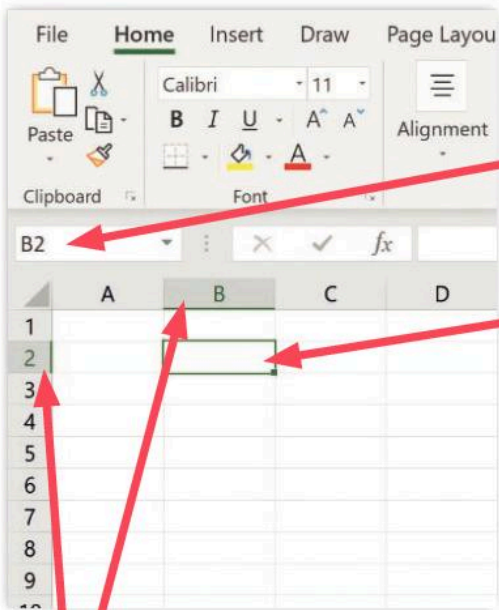 File Home Insert Draw Page Layou
Calibri 11
Paste B I U A A Alignment
A
Clipboard Font
B2 fx
A B C D
1
2
3
4
5
6
7
8
9